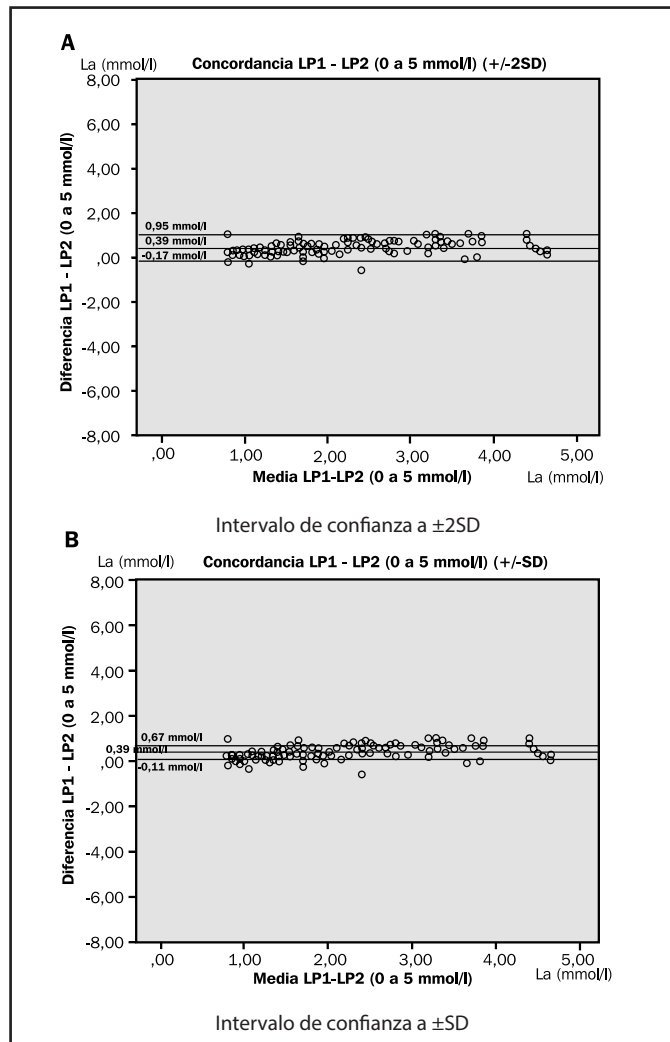 A
La (mmol/l)
Concordancia LP1 - LP2 (0 a 5 mmol/l) (+/-2SD)
8,00
6,00
4,00
2,00
,00
-2,00
-4,00
-6,00
-8,00
Diferencia LP1 - LP2 (0 a 5 mmol/l)
0,95 mmol/l
0,39 mmol/l
-0,17 mmol/l
,00 1,00 2,00 3,00 4,00 5,00
Media LP1-LP2 (0 a 5 mmol/l)
La (mmol/l)
Intervalo de confianza a ±2SD
B
La (mmol/l)
Concordancia LP1 - LP2 (0 a 5 mmol/l) (+/-SD)
8,00
6,00
4,00
2,00
,00
-2,00
-4,00
-6,00
-8,00
Diferencia LP1 - LP2 (0 a 5 mmol/l)
0,67 mmol/l
0,39 mmol/l
-0,11 mmol/l
,00 1,00 2,00 3,00 4,00 5,00
Media LP1-LP2 (0 a 5 mmol/l)
La (mmol/l)
Intervalo de confianza a ±SD